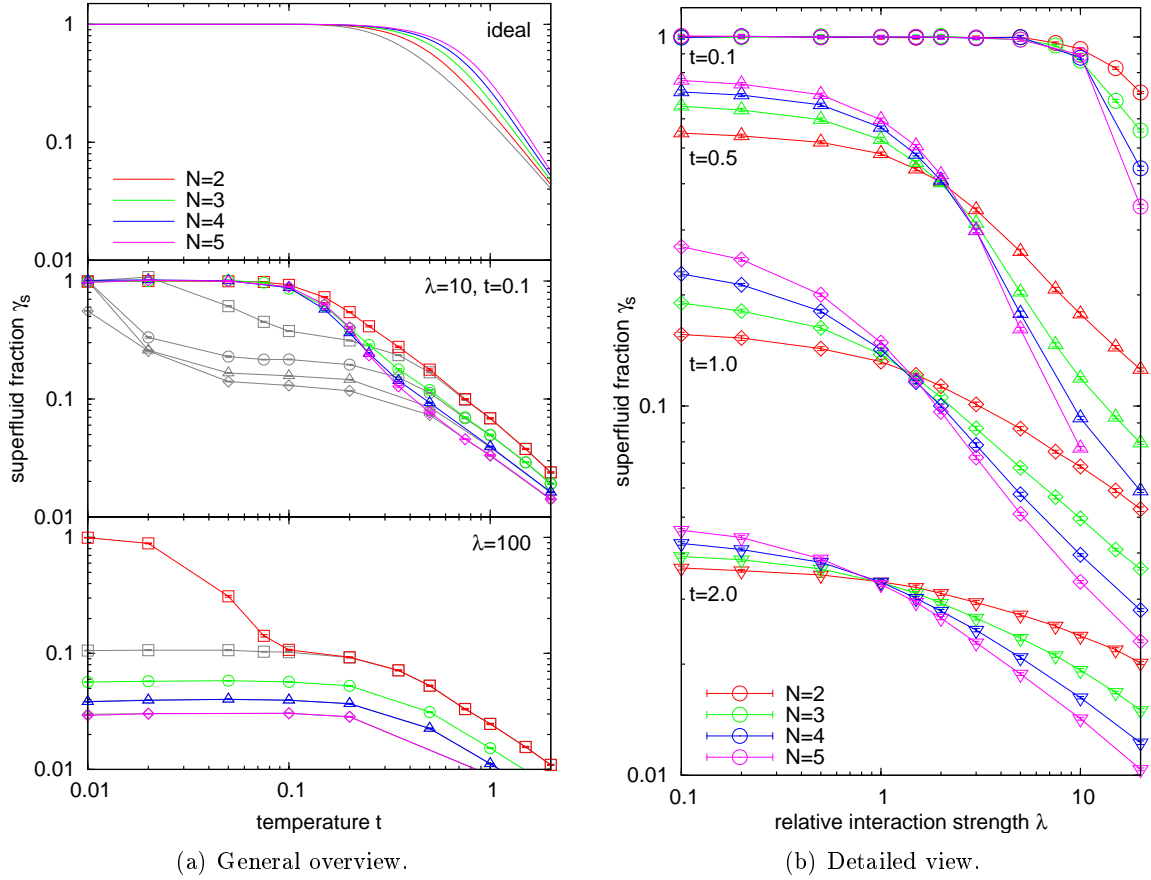 ideal
1
0.1
0.01
N=2
N=3
N=4
N=5
λ=10, t=0.1
1
0.1
0.01
superfluid fraction γs
λ=100
1
0.1
0.01
0.01
0.1
1
temperature t
(a) General overview.
1
0.1
0.01
superfluid fraction γs
t=0.1
t=0.5
t=1.0
t=2.0
N=2
N=3
N=4
N=5
0.1
1
10
relative interaction strength λ
(b) Detailed view.